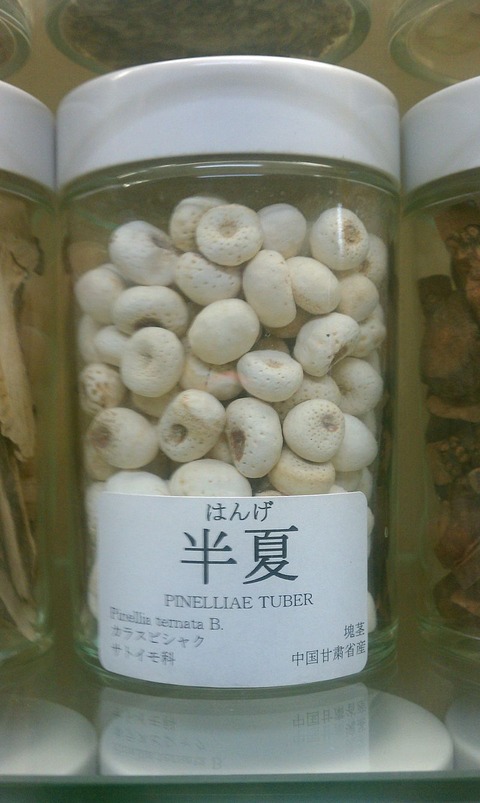 はんげ
半夏
PINELLIAE TUBER
Pinellia ternata B.
カラスビシャク
サトイモ科
塊茎
中国甘粛省産